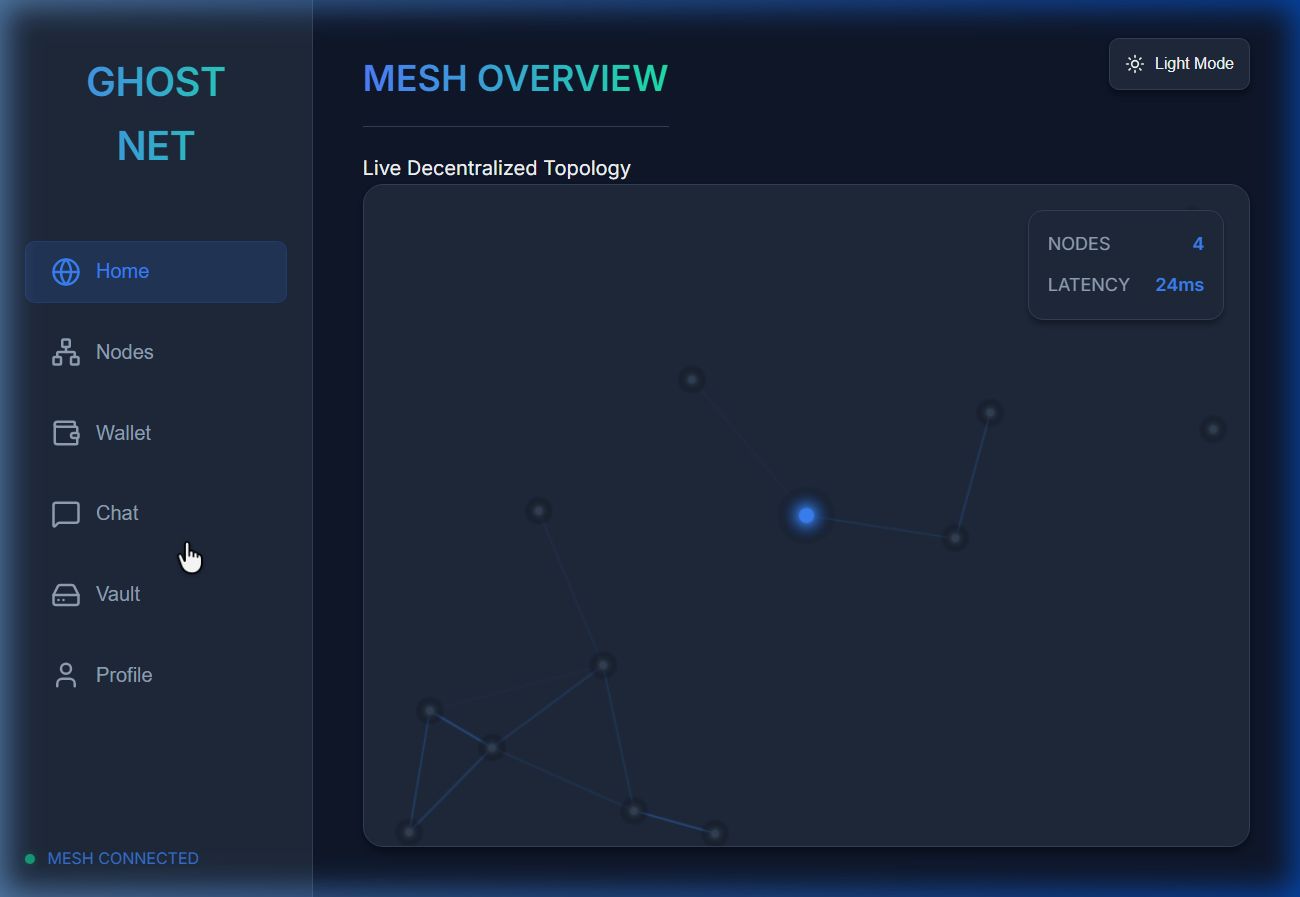 GHOST
NET
Home
Nodes
Wallet
Chat
Vault
Profile
MESH CONNECTED
MESH OVERVIEW
Light Mode
Live Decentralized Topology
NODES 4
LATENCY 24ms